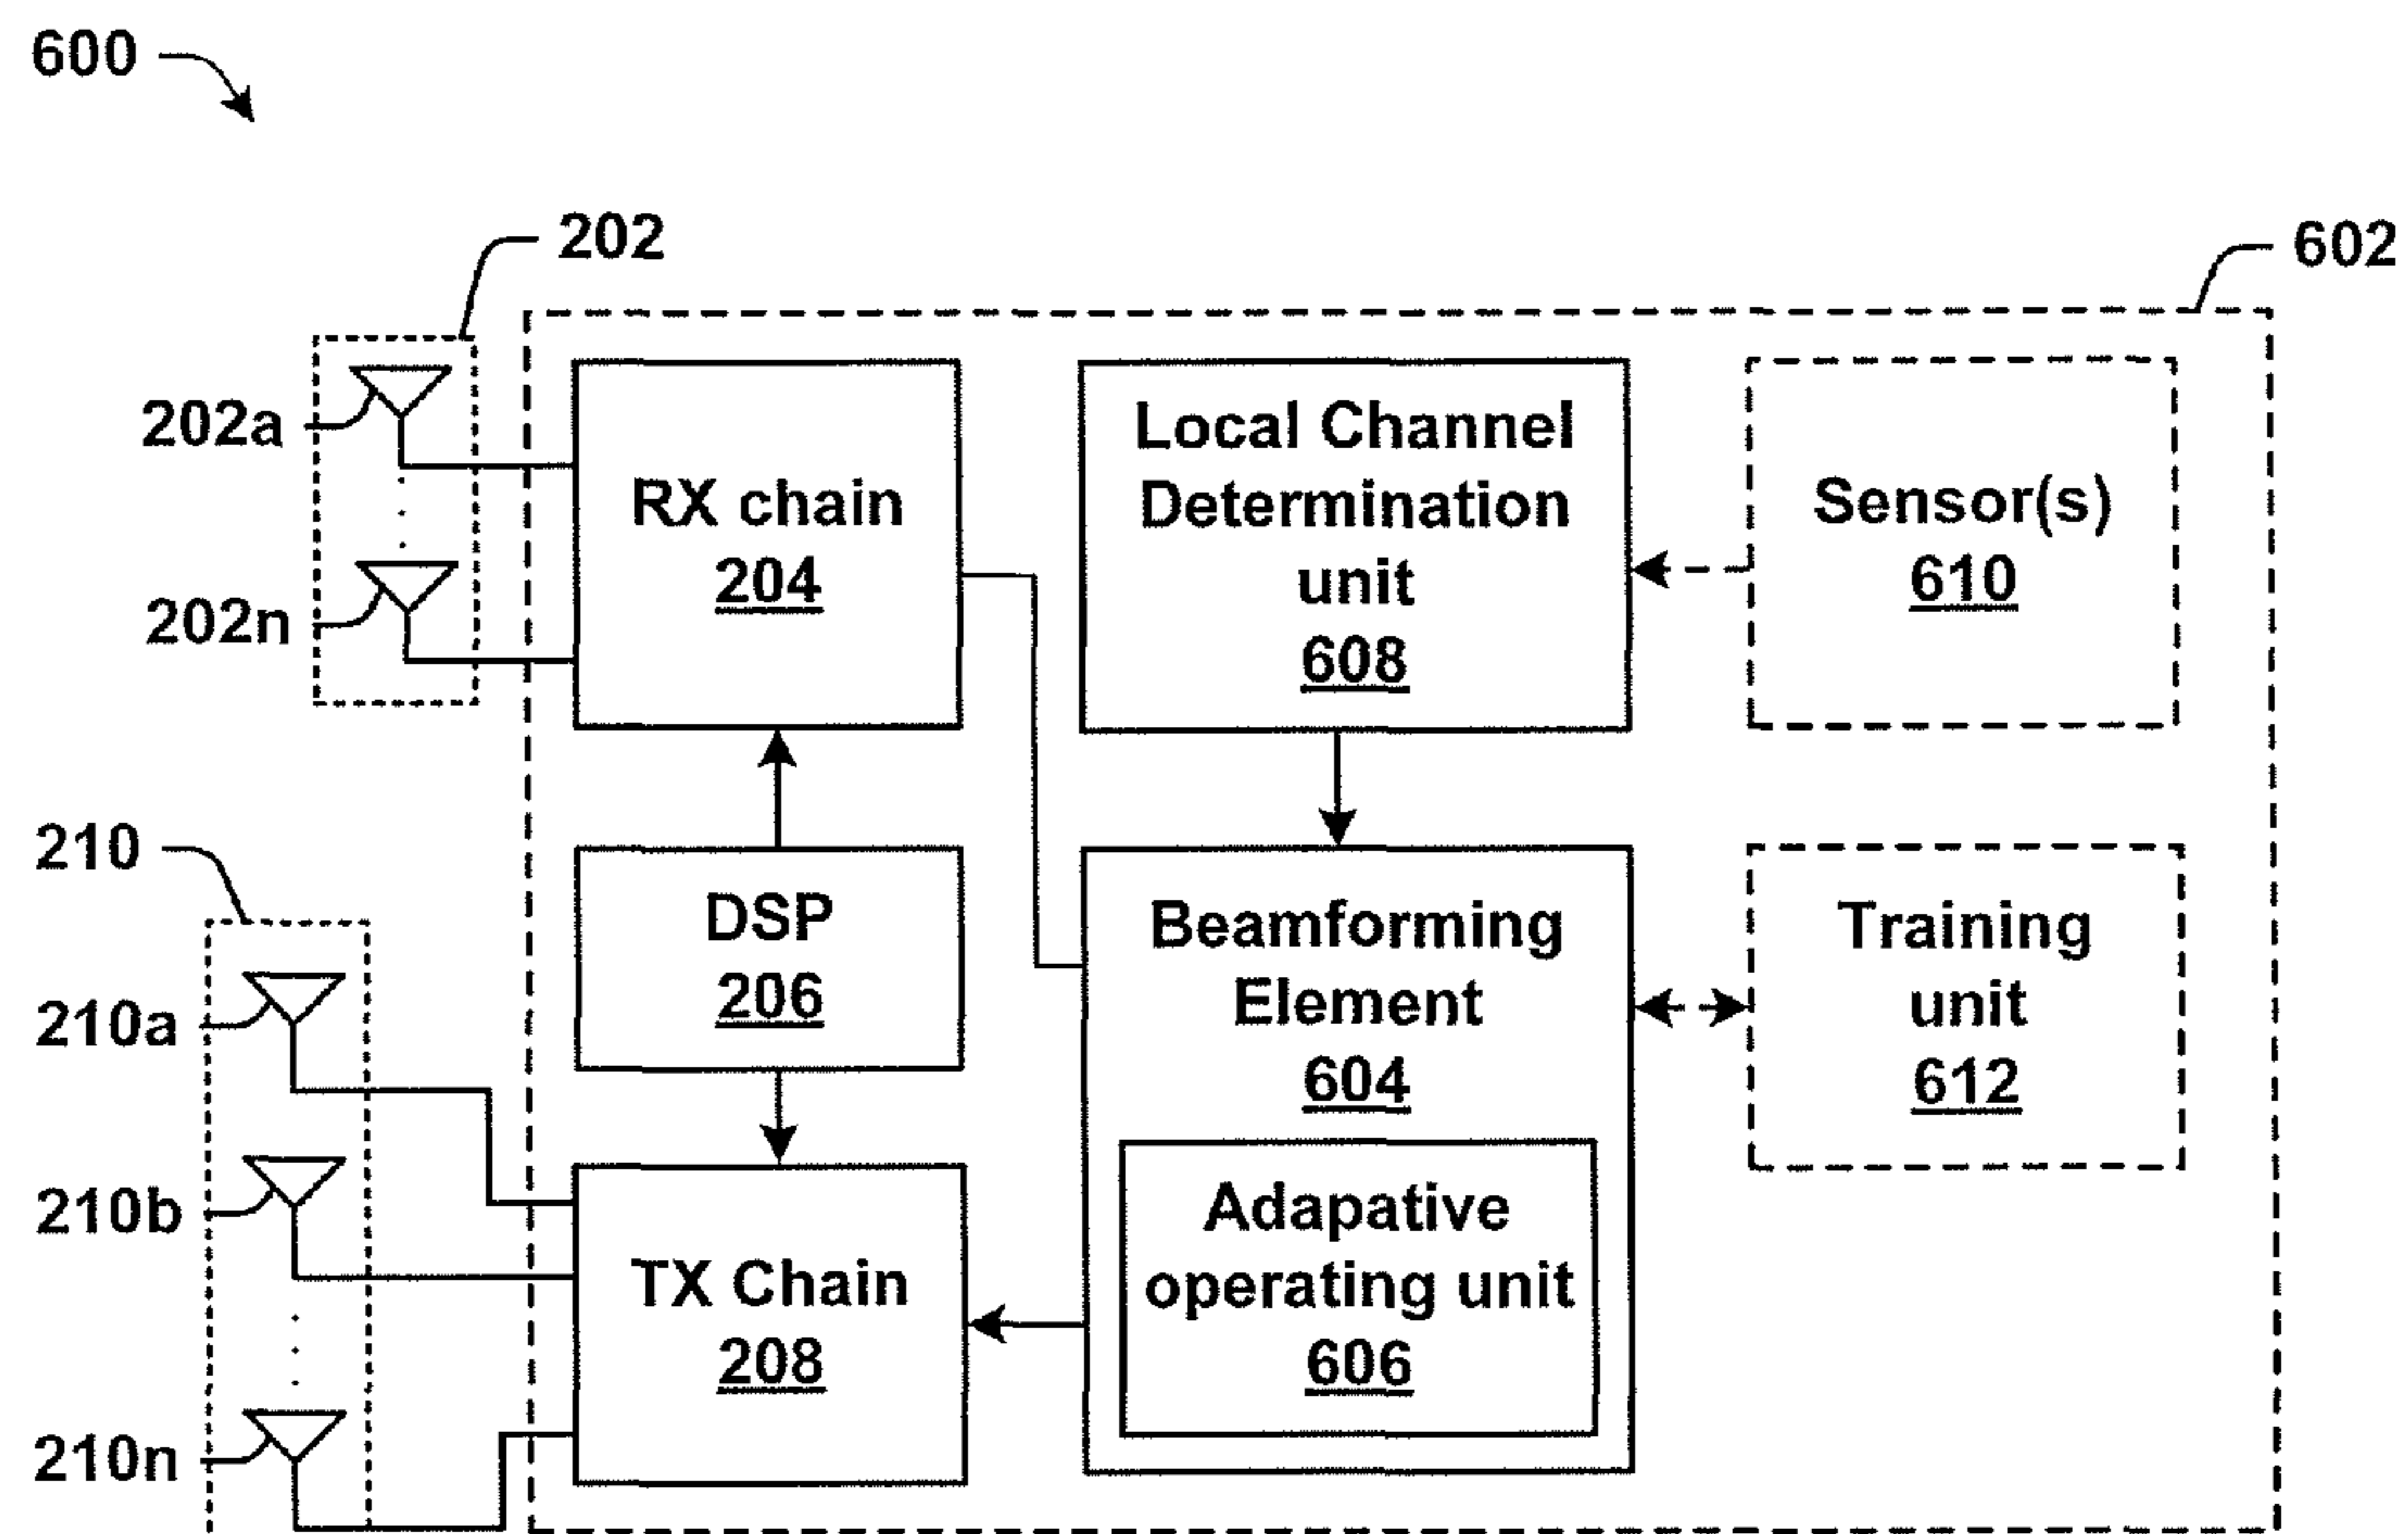 600
202
602
202a
202n
RX chain
204
Local Channel
Determination
unit
608
Sensor(s)
610
210
210a
210b
210n
DSP
206
Beamforming
Element
604
Training
unit
612
TX Chain
208
Adapative
operating unit
606